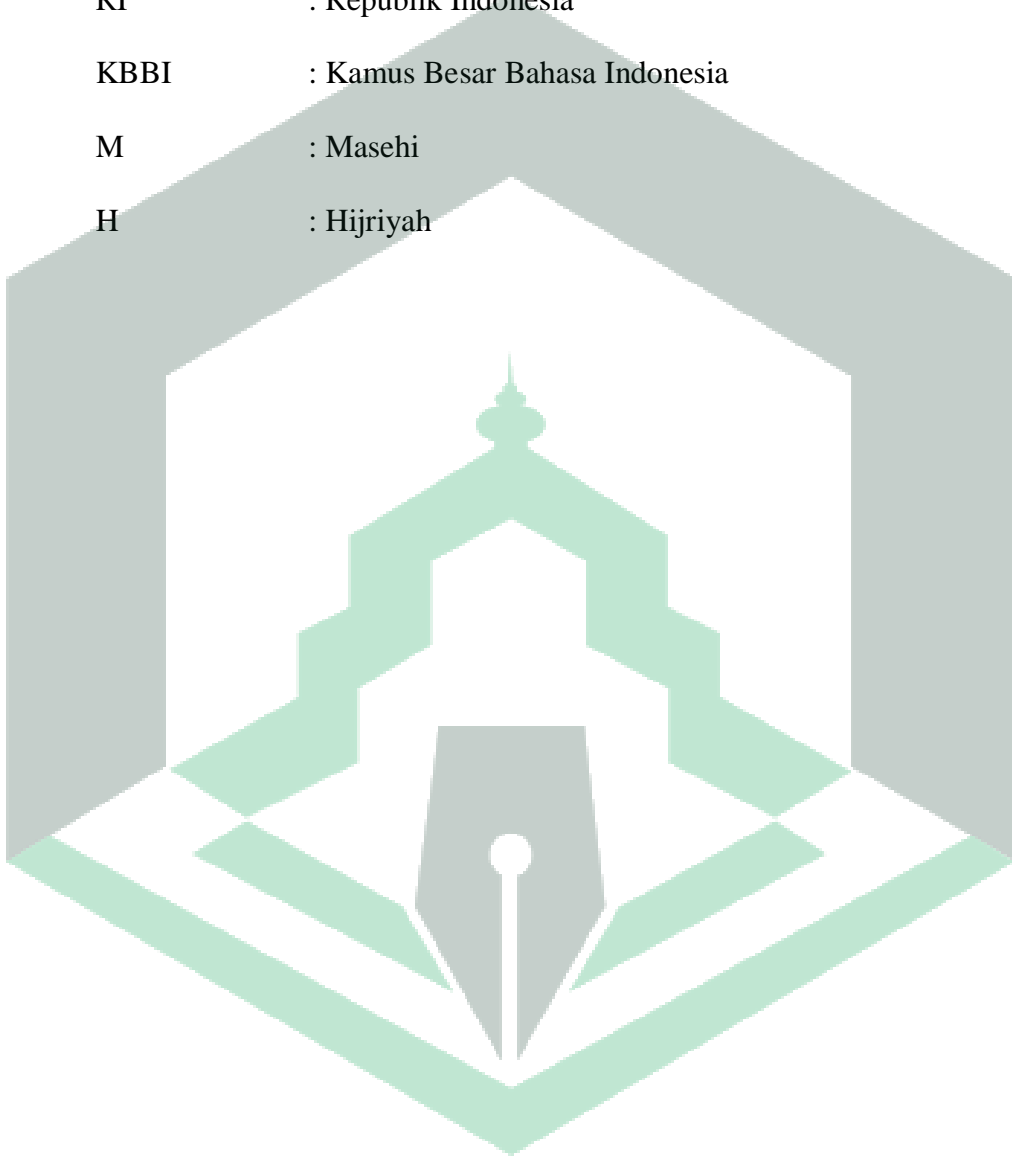 RI : Republik Indonesia
KBBI : Kamus Besar Bahasa Indonesia
M : Masehi
H : Hijriyah